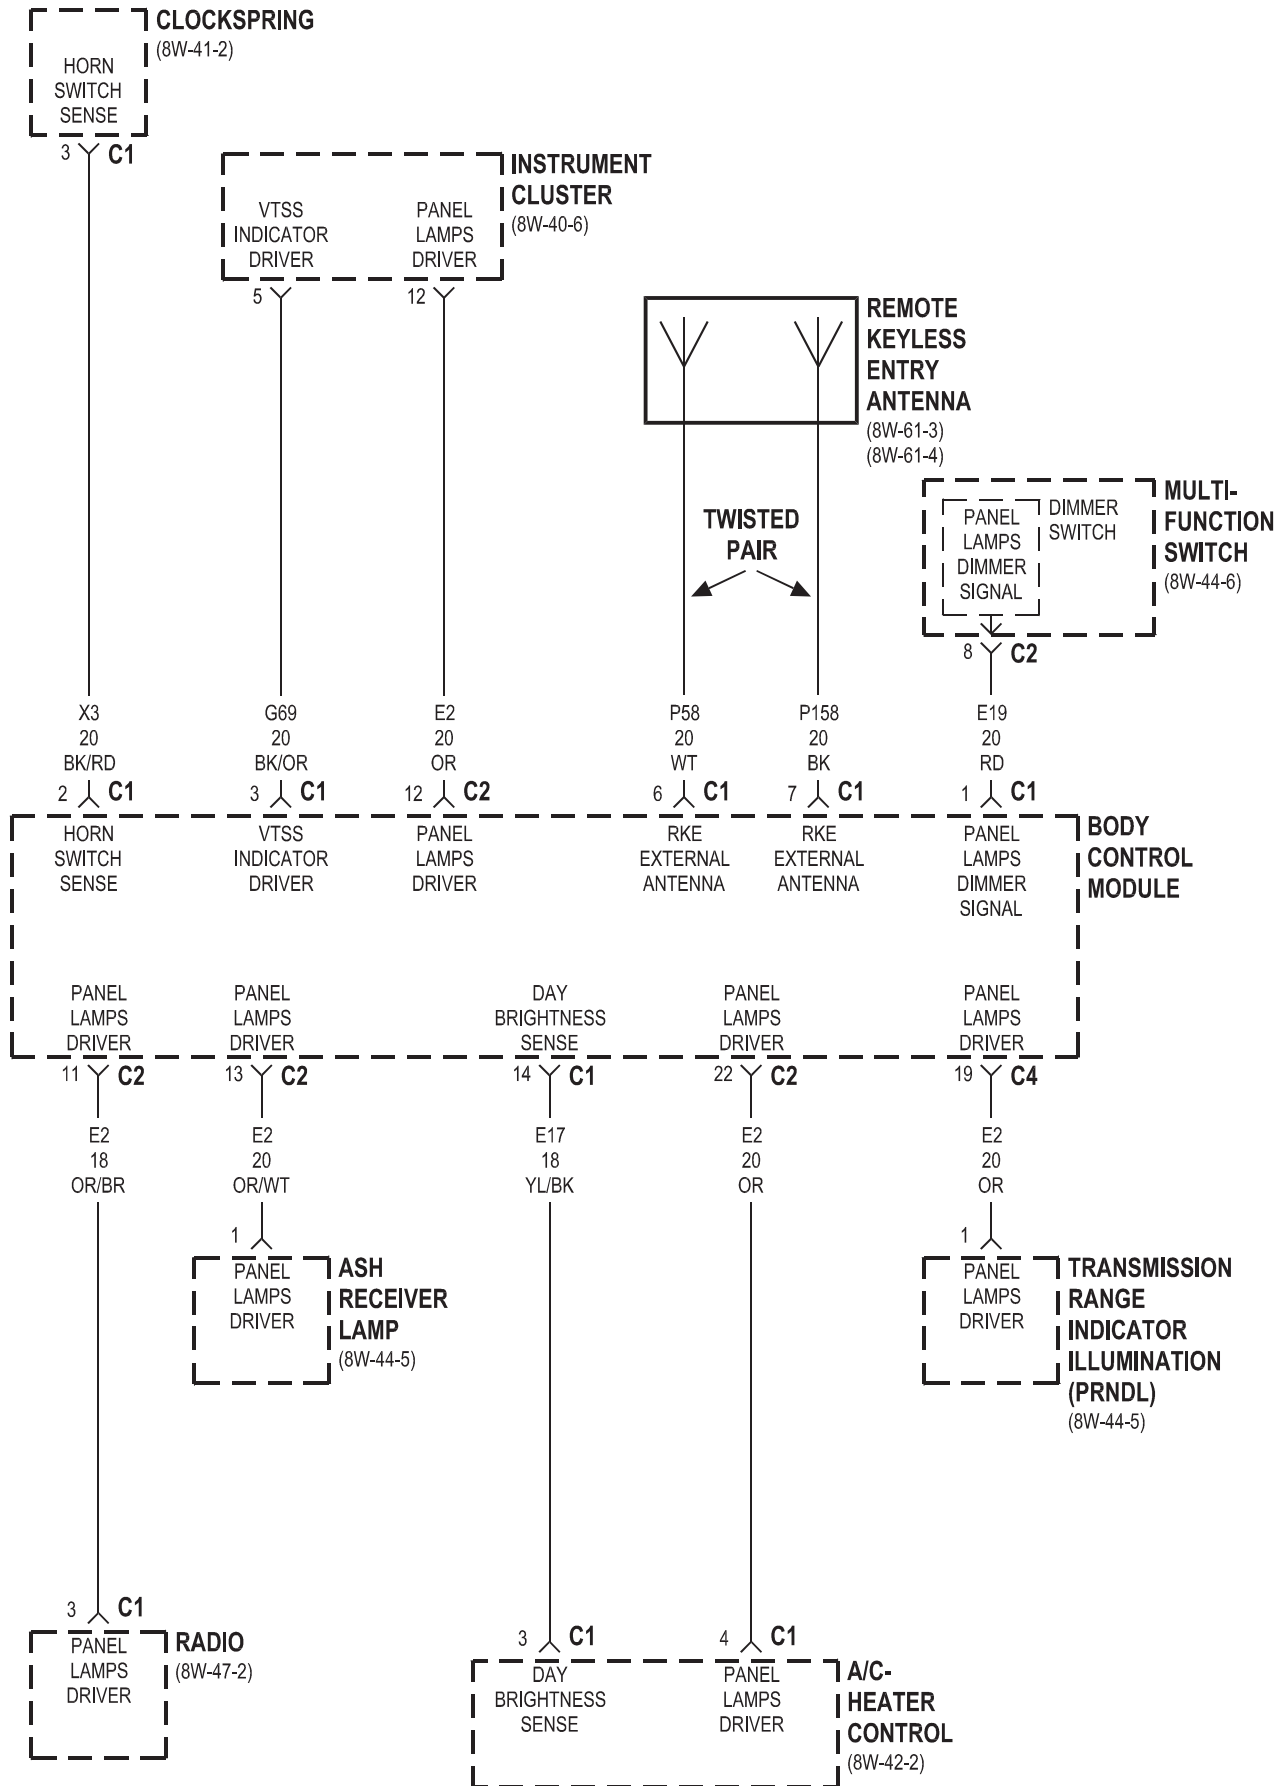 CLOCKSPRING
(8W-41-2)
HORN
SWITCH
SENSE
3 C1
INSTRUMENT
CLUSTER
(8W-40-6)
VTSS
INDICATOR
DRIVER
PANEL
LAMPS
DRIVER
5
12
REMOTE
KEYLESS
ENTRY
ANTENNA
(8W-61-3)
(8W-61-4)
TWISTED
PAIR
MULTI-
FUNCTION
SWITCH
(8W-44-6)
PANEL
LAMPS
DIMMER
SIGNAL
DIMMER
SWITCH
8 C2
X3
20
BK/RD
2 C1
G69
20
BK/OR
3 C1
E2
20
OR
12 C2
P58
20
WT
6 C1
P158
20
BK
7 C1
E19
20
RD
1 C1
BODY
CONTROL
MODULE
HORN
SWITCH
SENSE
VTSS
INDICATOR
DRIVER
PANEL
LAMPS
DRIVER
RKE
EXTERNAL
ANTENNA
RKE
EXTERNAL
ANTENNA
PANEL
LAMPS
DIMMER
SIGNAL
PANEL
LAMPS
DRIVER
PANEL
LAMPS
DRIVER
DAY
BRIGHTNESS
SENSE
PANEL
LAMPS
DRIVER
PANEL
LAMPS
DRIVER
11 C2
E2
18
OR/BR
13 C2
E2
20
OR/WT
14 C1
E17
18
YL/BK
22 C2
E2
20
OR
19 C4
E2
20
OR
1
PANEL
LAMPS
DRIVER
ASH
RECEIVER
LAMP
(8W-44-5)
1
PANEL
LAMPS
DRIVER
TRANSMISSION
RANGE
INDICATOR
ILLUMINATION
(PRNDL)
(8W-44-5)
3 C1
PANEL
LAMPS
DRIVER
RADIO
(8W-47-2)
3 C1
DAY
BRIGHTNESS
SENSE
4 C1
PANEL
LAMPS
DRIVER
A/C-
HEATER
CONTROL
(8W-42-2)